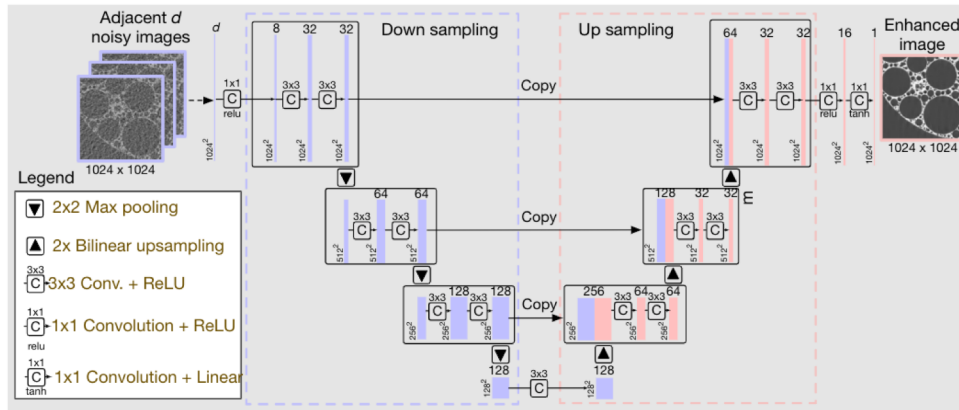 Adjacent d
noisy images
1024 x 1024
d
1024²
1x1
C
relu
Down sampling
8
32
32
3x3
3x3
C
C
1024²
1024²
1024²
Copy
Up sampling
64
32
32
3x3
3x3
C
C
1024²
1024²
1024²
1x1
1x1
C
C
relu
tanh
16
1
1024²
1024²
Enhanced
image
1024 x 1024
64
64
3x3
3x3
C
C
512²
512²
512²
Copy
128
32
32
3x3
3x3
C
C
512²
512²
512²
m
128
128
3x3
3x3
C
C
256²
256²
256²
Copy
256
64
64
3x3
3x3
C
C
256²
256²
256²
128
128²
3x3
C
128
128²
Legend
2x2 Max pooling
2x Bilinear upsampling
3x3
C
3x3 Conv. + ReLU
1x1
C
relu
1x1 Convolution + ReLU
1x1
C
tanh
1x1 Convolution + Linear